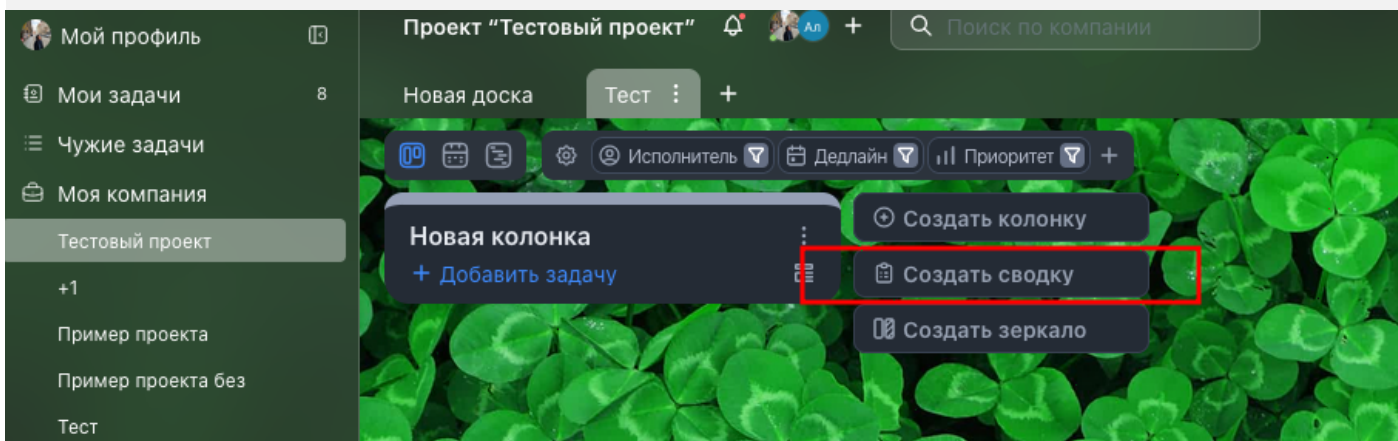 Мой профиль
Мои задачи 8
Чужие задачи
Моя компания
Тестовый проект
+1
Пример проекта
Пример проекта без
Тест
Проект “Тестовый проект” Ал + Поиск по компании
Новая доска Тест +
Исполнитель Дедлайн Приоритет +
Новая колонка
+ Добавить задачу
Создать колонку
Создать сводку
Создать зеркало